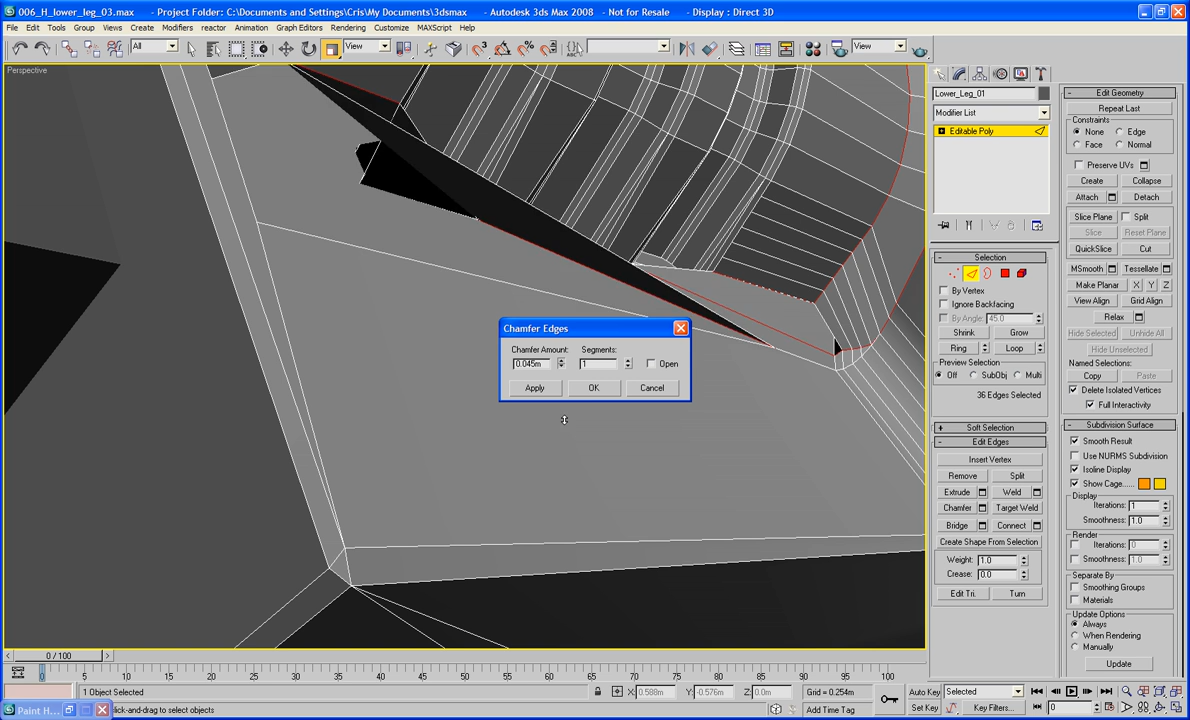 006_H_lower_leg_03.max - Project Folder: C:\Documents and Settings\Cris\My Documents\3dsmax - Autodesk 3ds Max 2008 - Not for Resale - Display : Direct 3D
File Edit Tools Group Views Create Modifiers reactor Animation Graph Editors Rendering Customize MAXScript Help
All View View
Perspective
Lower_Leg_01
Modifier List
Editable Poly
Selection
By Vertex
Ignore Backfacing
By Angle: 45.0
Shrink Grow
Ring Loop
Preview Selection
Off SubObj Multi
36 Edges Selected
Soft Selection
Edit Edges
Insert Vertex
Remove Split
Extrude Weld
Chamfer Target Weld
Bridge Connect
Create Shape From Selection
Weight: 1.0
Crease: 0.0
Edit Tri. Turn
Edit Geometry
Repeat Last
Constraints
None Edge
Face Normal
Preserve UVs
Create Collapse
Attach Detach
Slice Plane Split
Slice Reset Plane
QuickSlice Cut
MSmooth Tessellate
Make Planar X Y Z
View Align Grid Align
Relax
Hide Selected Unhide All
Hide Unselected
Named Selections:
Copy Paste
Delete Isolated Vertices
Full Interactivity
Subdivision Surface
Smooth Result
Use NURMS Subdivision
Isoline Display
Show Cage......
Display
Iterations: 1
Smoothness: 1.0
Render
Iterations: 0
Smoothness: 1.0
Separate By
Smoothing Groups
Materials
Update Options
Always
When Rendering
Manually
Update
Chamfer Edges
Chamfer Amount: Segments:
0.045m 1 Open
Apply OK Cancel
0 / 100
0 5 10 15 20 25 30 35 40 45 50 55 60 65 70 75 80 85 90 95 100
1 Object Selected X: 0.588m Y: -0.576m Z: 0.0m Grid = 0.254m Auto Key Selected
Paint H... lick-and-drag to select objects Add Time Tag Set Key Key Filters... 0